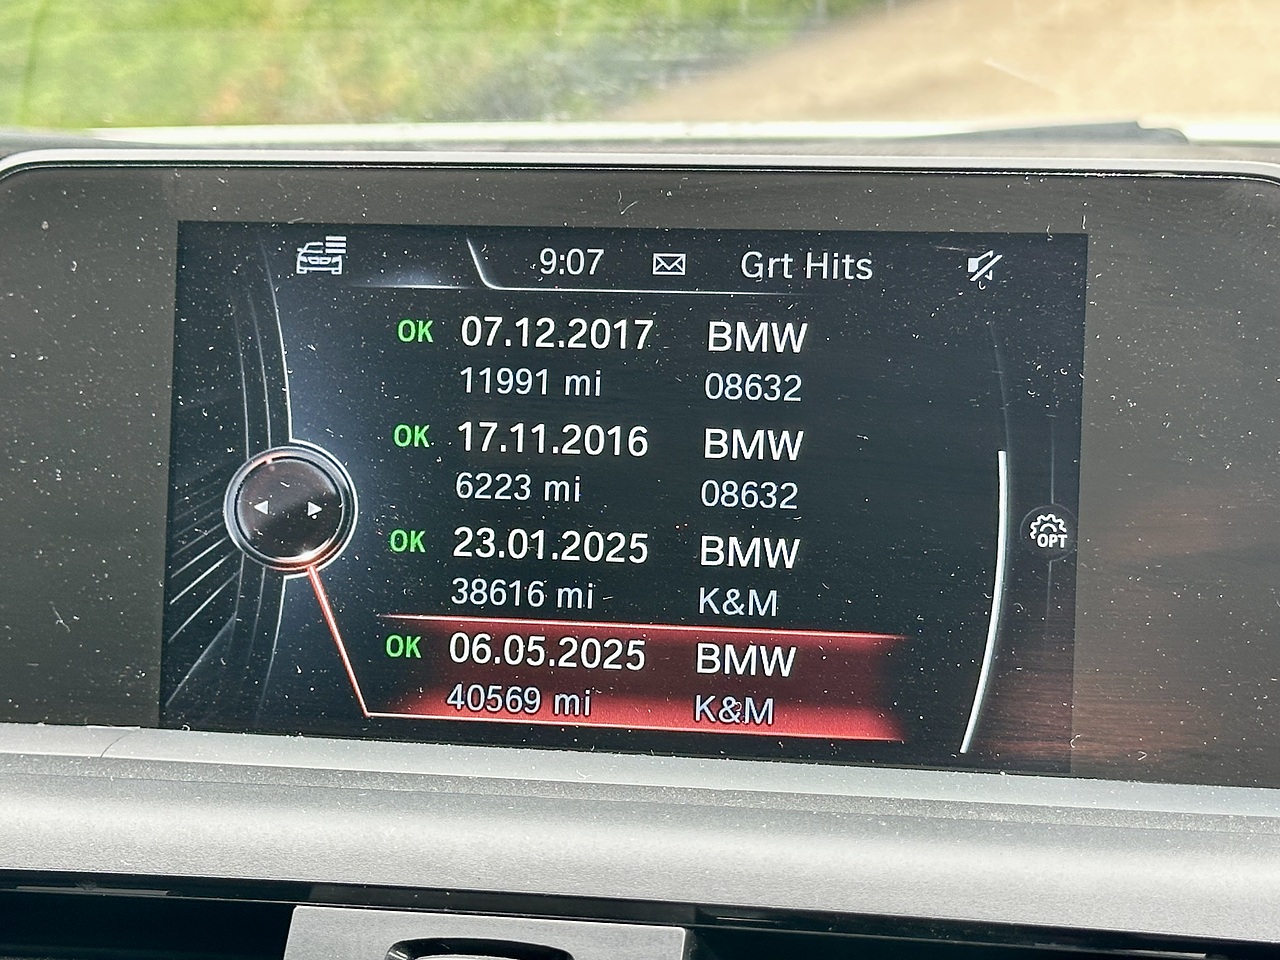 9:07 Grt Hits
OK 07.12.2017 BMW
11991 mi 08632
OK 17.11.2016 BMW
6223 mi 08632
OK 23.01.2025 BMW
38616 mi K&M
OPT
OK 06.05.2025 BMW
40569 mi K&M